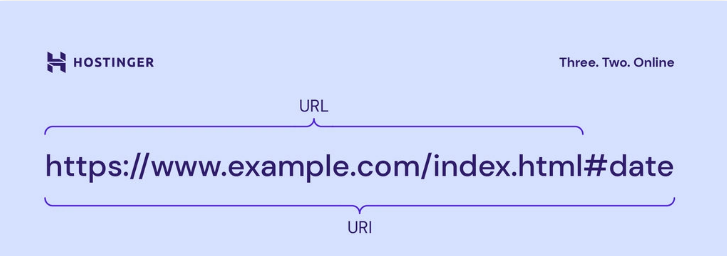 HOSTINGER
Three. Two. Online
URL
https://www.example.com/index.html#date
URI